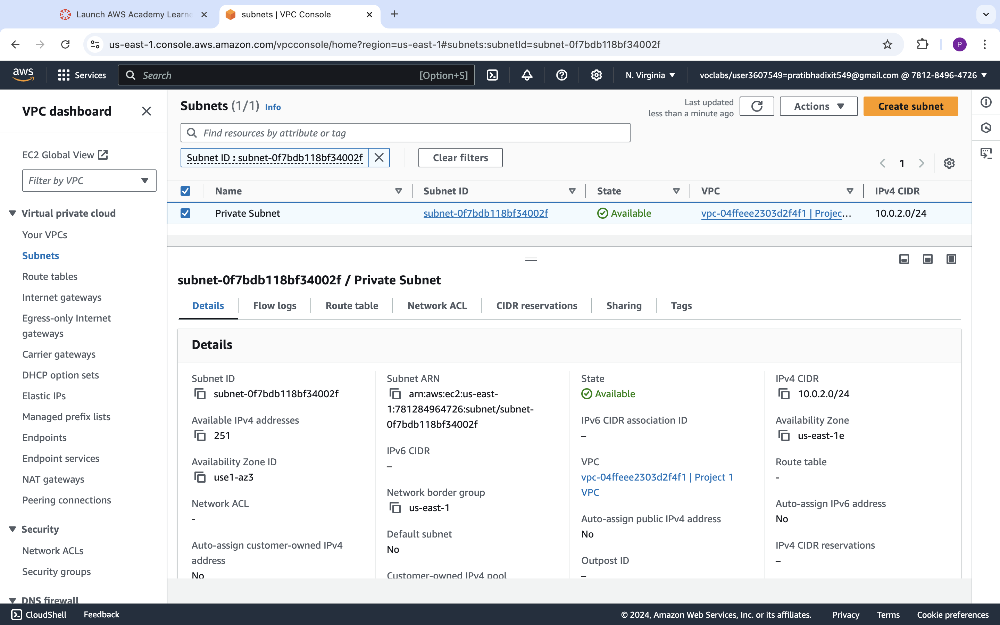 Launch AWS Academy Learne
subnets | VPC Console
us-east-1.console.aws.amazon.com/vpcconsole/home?region=us-east-1#subnets:subnetId=subnet-0f7bdb118bf34002f
P
aws
Services
Search
[Option+S]
N. Virginia
voclabs/user3607549=pratibhadixit549@gmail.com @ 7812-8496-4726
VPC dashboard
EC2 Global View
Filter by VPC
Virtual private cloud
Your VPCs
Subnets
Route tables
Internet gateways
Egress-only Internet
gateways
Carrier gateways
DHCP option sets
Elastic IPs
Managed prefix lists
Endpoints
Endpoint services
NAT gateways
Peering connections
Security
Network ACLs
Security groups
DNS firewall
Subnets (1/1) Info
Last updated
less than a minute ago
Actions
Create subnet
Find resources by attribute or tag
Subnet ID : subnet-0f7bdb118bf34002f
Clear filters
1
Name
Subnet ID
State
VPC
IPv4 CIDR
Private Subnet
subnet-0f7bdb118bf34002f
Available
vpc-04ffeee2303d2f4f1 | Projec...
10.0.2.0/24
subnet-0f7bdb118bf34002f / Private Subnet
Details
Flow logs
Route table
Network ACL
CIDR reservations
Sharing
Tags
Details
Subnet ID
subnet-0f7bdb118bf34002f
Available IPv4 addresses
251
Availability Zone ID
use1-az3
Network ACL
-
Auto-assign customer-owned IPv4
address
No
Subnet ARN
arn:aws:ec2:us-east-
1:781284964726:subnet/subnet-
0f7bdb118bf34002f
IPv6 CIDR
–
Network border group
us-east-1
Default subnet
No
Customer-owned IPv4 pool
State
Available
IPv6 CIDR association ID
–
VPC
vpc-04ffeee2303d2f4f1 | Project 1
VPC
Auto-assign public IPv4 address
No
Outpost ID
–
IPv4 CIDR
10.0.2.0/24
Availability Zone
us-east-1e
Route table
-
Auto-assign IPv6 address
No
IPv4 CIDR reservations
–
CloudShell
Feedback
© 2024, Amazon Web Services, Inc. or its affiliates.
Privacy
Terms
Cookie preferences